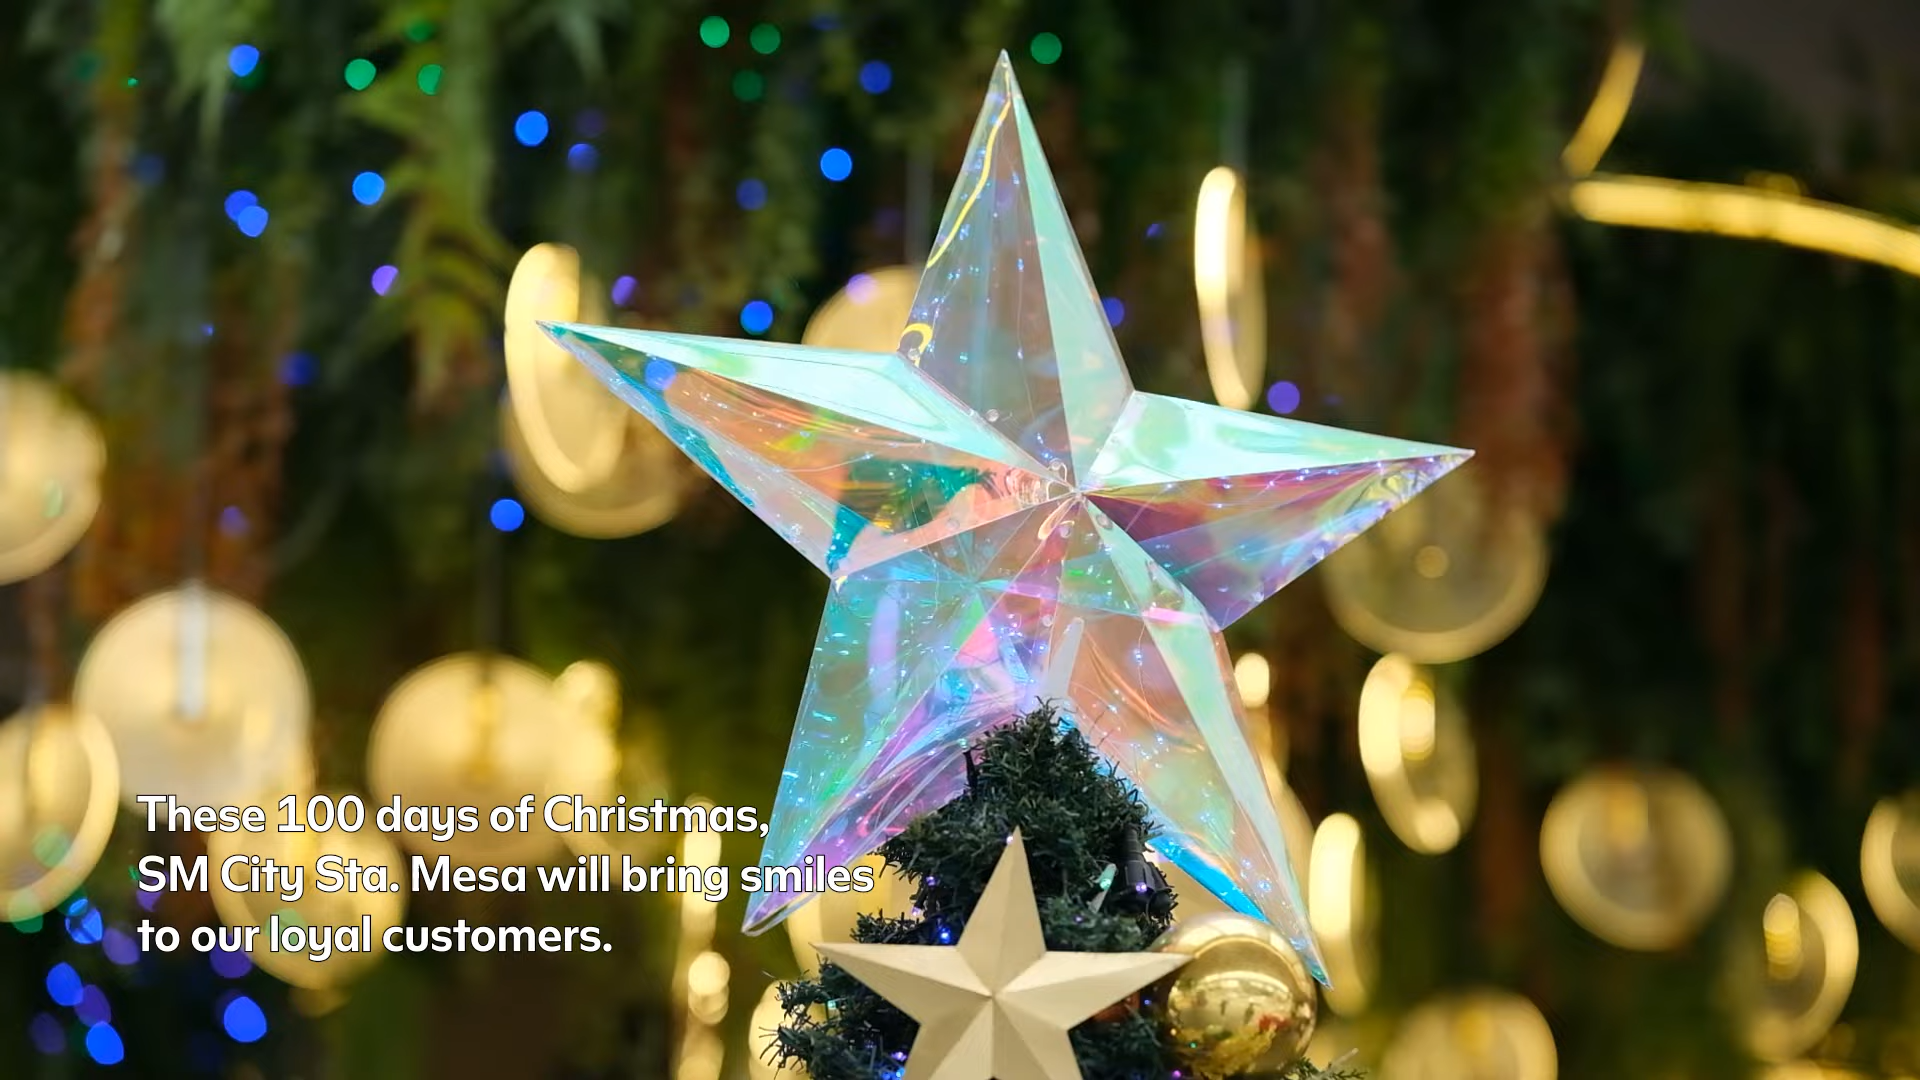 These 100 days of Christmas,
SM City Sta. Mesa will bring smiles
to our loyal customers.